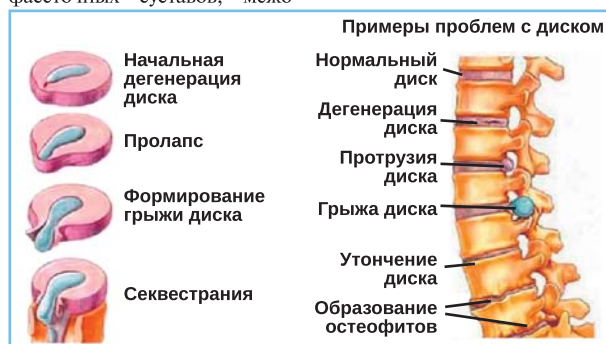 Примеры проблем с диском
Начальная
дегенерация
диска
Пролапс
Формирование
грыжи диска
Секвестрания
Нормальный
диск
Дегенерация
диска
Протрузия
диска
Грыжа диска
Утончение
диска
Образование
остеофитов